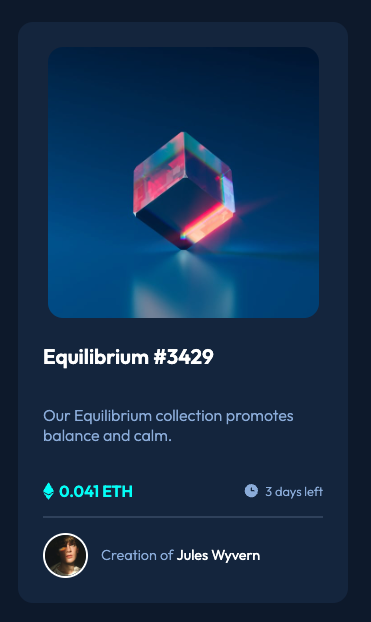 Equilibrium #3429
Our Equilibrium collection promotes
balance and calm.
0.041 ETH
3 days left
Creation of Jules Wyvern